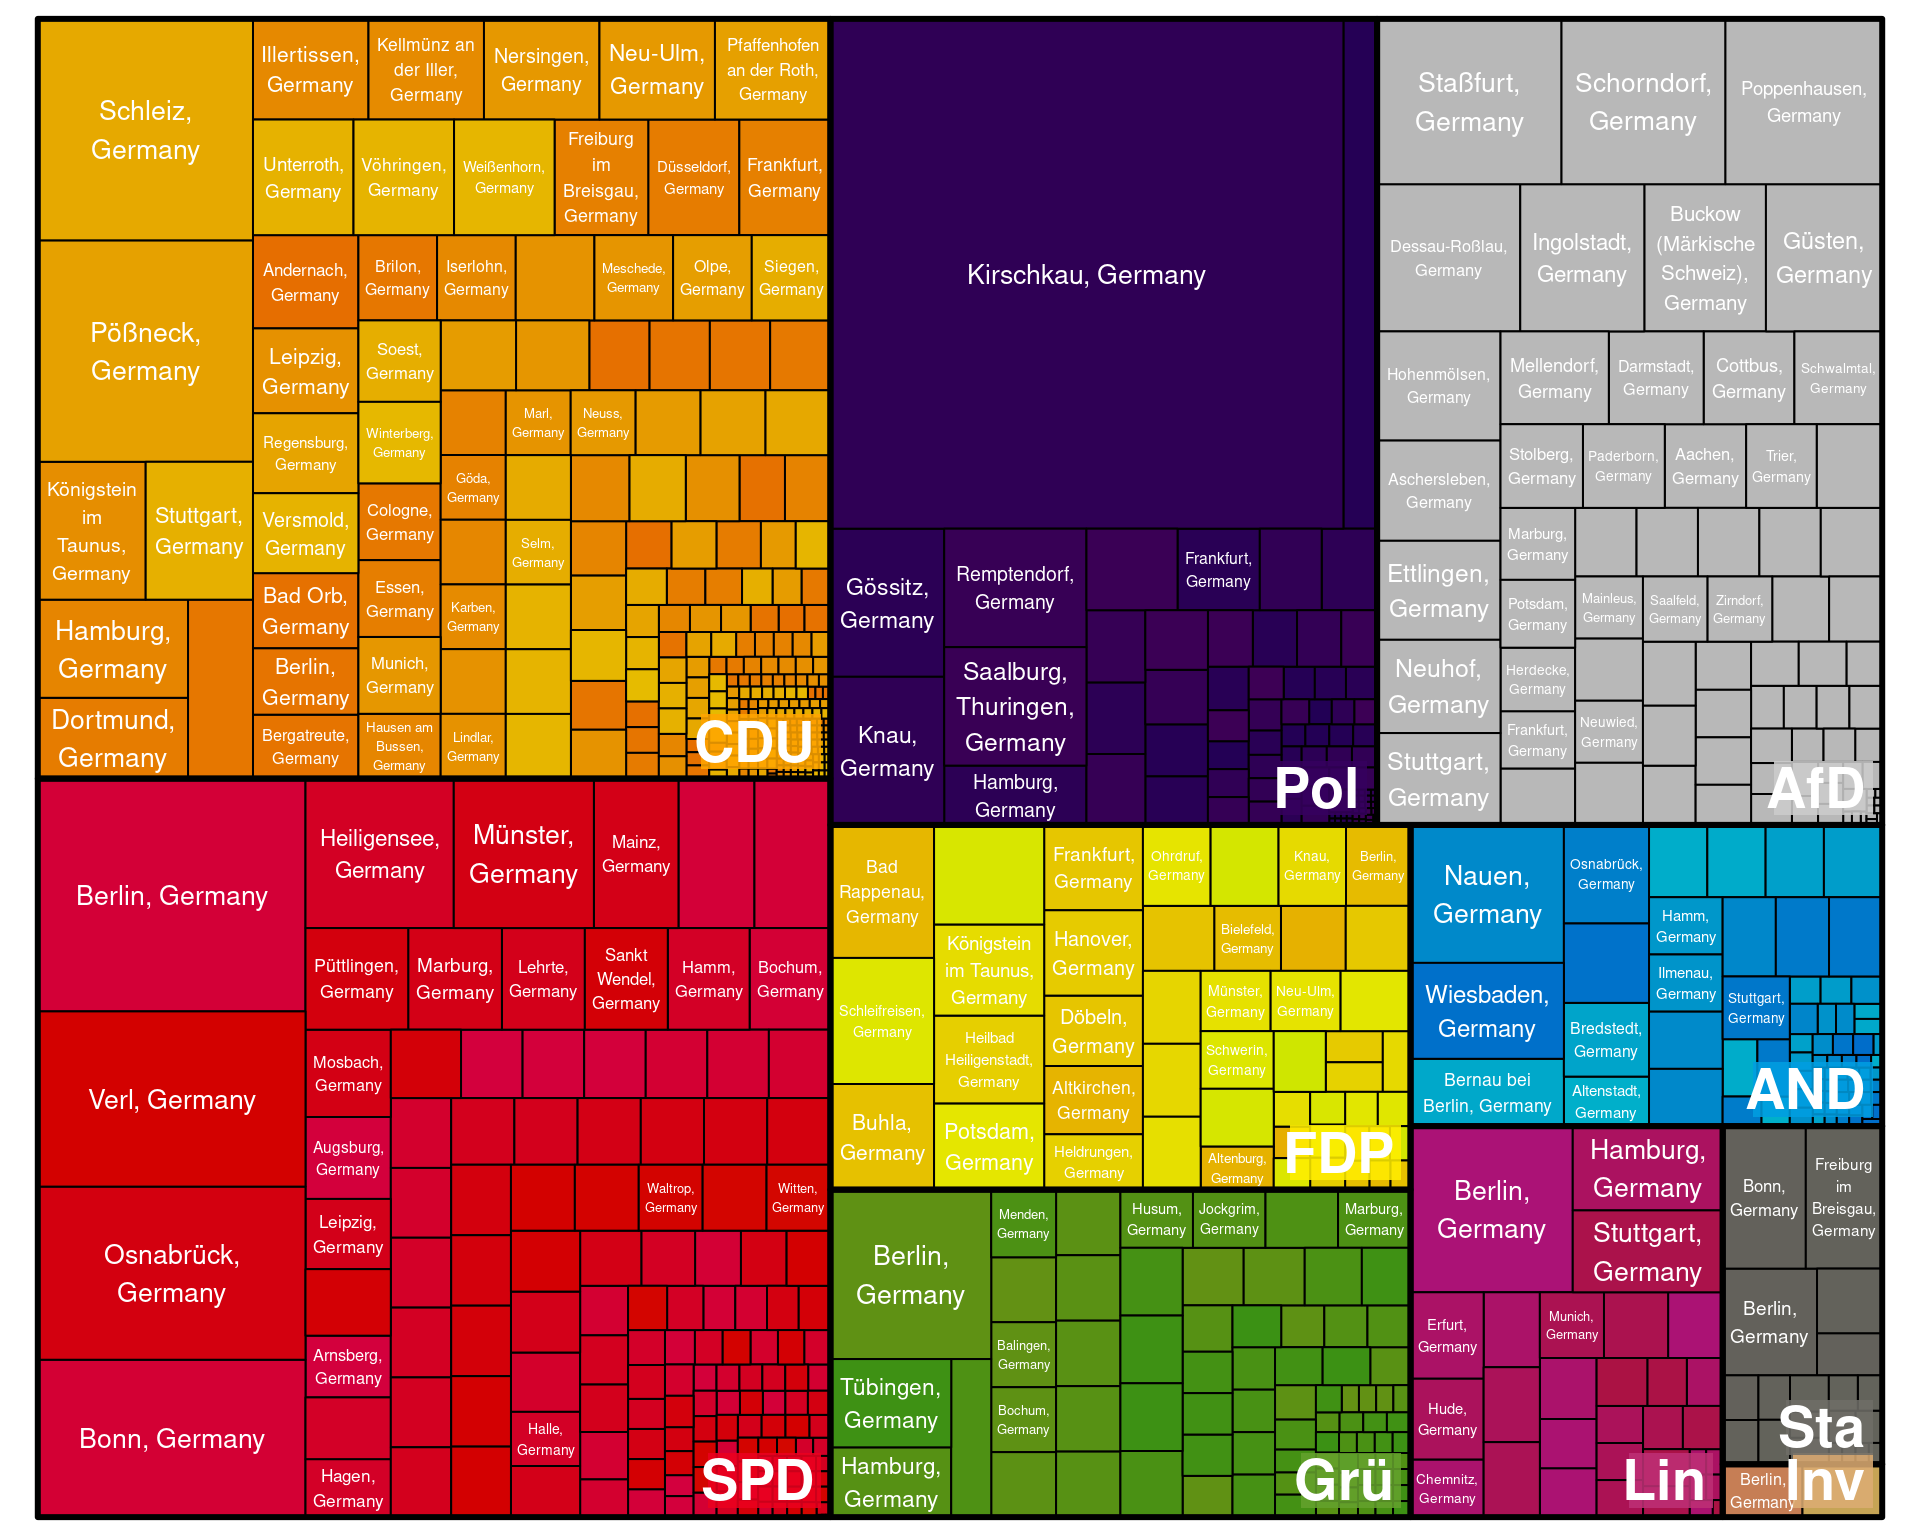 Schleiz,
Germany
Pößneck,
Germany
Königstein
im
Taunus,
Germany
Stuttgart,
Germany
Hamburg,
Germany
Dortmund,
Germany
Illertissen,
Germany
Kellmünz an
der Iller,
Germany
Nersingen,
Germany
Neu-Ulm,
Germany
Pfaffenhofen
an der Roth,
Germany
Unterroth,
Germany
Vöhringen,
Germany
Weißenhorn,
Germany
Freiburg
im
Breisgau,
Germany
Düsseldorf,
Germany
Frankfurt,
Germany
Andernach,
Germany
Brilon,
Germany
Iserlohn,
Germany
Meschede,
Germany
Olpe,
Germany
Siegen,
Germany
Leipzig,
Germany
Soest,
Germany
Regensburg,
Germany
Winterberg,
Germany
Marl,
Germany
Neuss,
Germany
Versmold,
Germany
Cologne,
Germany
Göda,
Germany
Selm,
Germany
Bad Orb,
Germany
Essen,
Germany
Karben,
Germany
Berlin,
Germany
Munich,
Germany
Bergatreute,
Germany
Hausen am
Bussen,
Germany
Lindlar,
Germany
CDU
Kirschkau, Germany
Gössitz,
Germany
Remptendorf,
Germany
Frankfurt,
Germany
Knau,
Germany
Saalburg,
Thuringen,
Germany
Hamburg,
Germany
Pol
Staßfurt,
Germany
Schorndorf,
Germany
Poppenhausen,
Germany
Dessau-Roßlau,
Germany
Ingolstadt,
Germany
Buckow
(Märkische
Schweiz),
Germany
Güsten,
Germany
Hohenmölsen,
Germany
Mellendorf,
Germany
Darmstadt,
Germany
Cottbus,
Germany
Schwalmtal,
Germany
Aschersleben,
Germany
Stolberg,
Germany
Paderborn,
Germany
Aachen,
Germany
Trier,
Germany
Ettlingen,
Germany
Marburg,
Germany
Potsdam,
Germany
Mainleus,
Germany
Saalfeld,
Germany
Zirndorf,
Germany
Neuhof,
Germany
Herdecke,
Germany
Stuttgart,
Germany
Frankfurt,
Germany
Neuwied,
Germany
AfD
Berlin, Germany
Verl, Germany
Osnabrück,
Germany
Bonn, Germany
Heiligensee,
Germany
Münster,
Germany
Mainz,
Germany
Püttlingen,
Germany
Marburg,
Germany
Lehrte,
Germany
Sankt
Wendel,
Germany
Hamm,
Germany
Bochum,
Germany
Mosbach,
Germany
Augsburg,
Germany
Leipzig,
Germany
Waltrop,
Germany
Witten,
Germany
Arnsberg,
Germany
Halle,
Germany
Hagen,
Germany
SPD
Bad
Rappenau,
Germany
Schleifreisen,
Germany
Buhla,
Germany
Königstein
im Taunus,
Germany
Heilbad
Heiligenstadt,
Germany
Potsdam,
Germany
Frankfurt,
Germany
Hanover,
Germany
Döbeln,
Germany
Altkirchen,
Germany
Heldrungen,
Germany
Ohrdruf,
Germany
Knau,
Germany
Berlin,
Germany
Bielefeld,
Germany
Münster,
Germany
Neu-Ulm,
Germany
Schwerin,
Germany
Altenburg,
Germany
FDP
Nauen,
Germany
Wiesbaden,
Germany
Bernau bei
Berlin, Germany
Osnabrück,
Germany
Bredstedt,
Germany
Altenstadt,
Germany
Hamm,
Germany
Ilmenau,
Germany
Stuttgart,
Germany
AND
Berlin,
Germany
Tübingen,
Germany
Hamburg,
Germany
Menden,
Germany
Balingen,
Germany
Bochum,
Germany
Husum,
Germany
Jockgrim,
Germany
Marburg,
Germany
Grü
Berlin,
Germany
Hamburg,
Germany
Stuttgart,
Germany
Erfurt,
Germany
Munich,
Germany
Hude,
Germany
Chemnitz,
Germany
Lin
Bonn,
Germany
Freiburg
im
Breisgau,
Germany
Berlin,
Germany
Sta
Berlin,
Germany
Inv